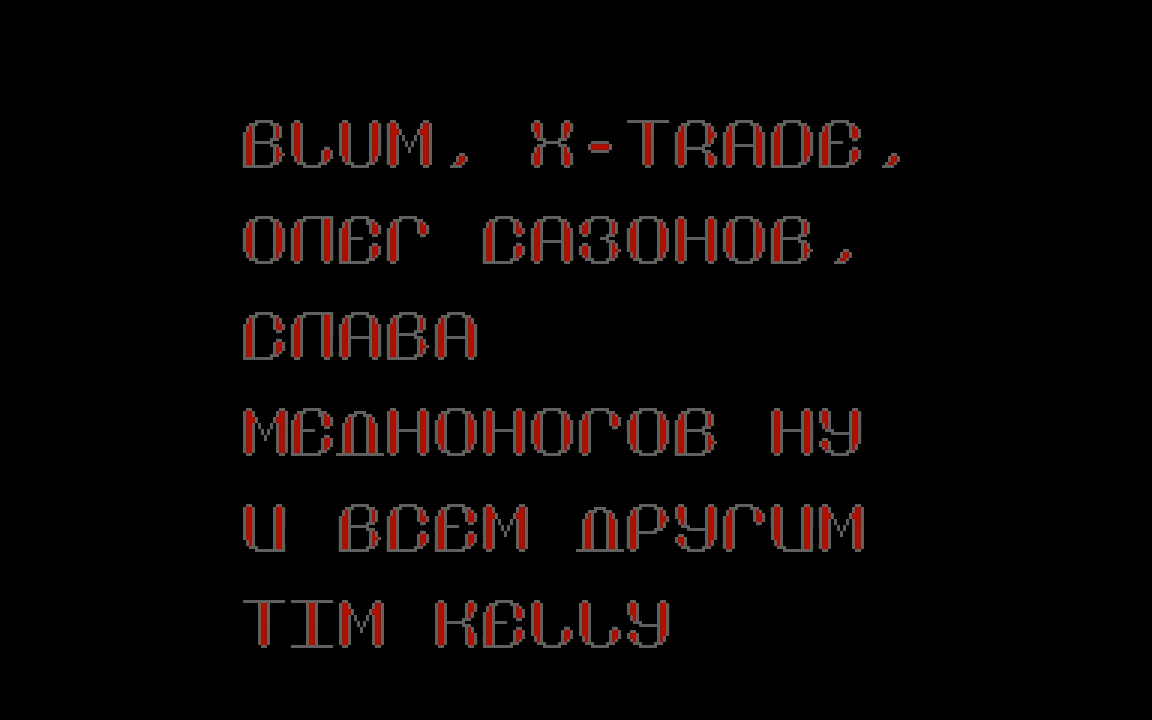 BLUM, X-TRADE,
ОЛЕГ САЗОНОВ,
СЛАВА
МЕДНОНОГОВ НУ
И ВСЕМ ДРУГИМ
TIM KELLY